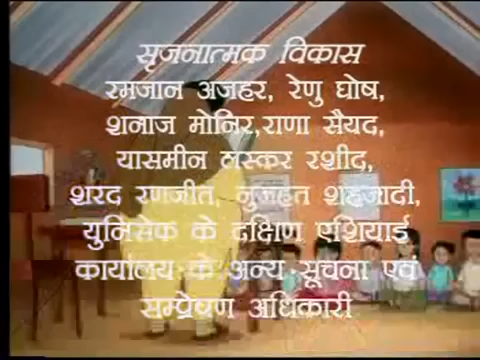 सृजनात्मक विकास
रमजान अजहर, रेणु घोष,
शनाज मोनिर,राणा सैयद,
यासमीन लस्कर रशीद,
शरद रणजीत, नुजहत शहजादी,
युनिसेफ के दक्षिण एशियाई
कार्यालय के अन्य सूचना एवं
सम्प्रेषण अधिकारी